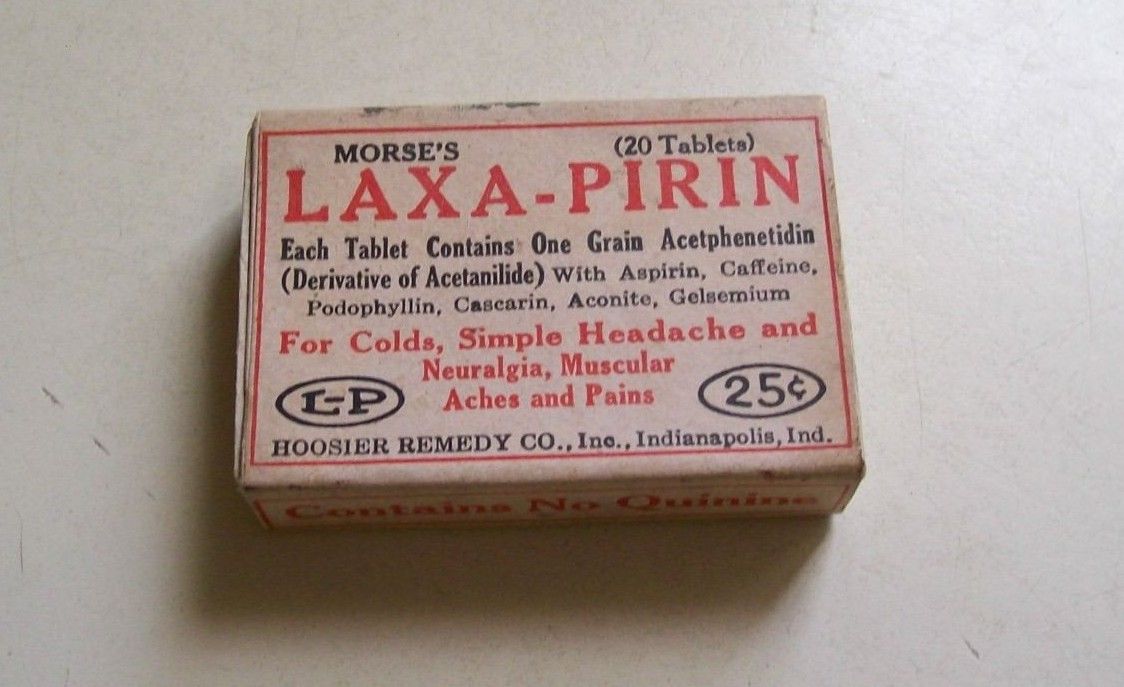 MORSE'S (20 Tablets)
LAXA-PIRIN
Each Tablet Contains One Grain Acetphenetidin
(Derivative of Acetanilide) With Aspirin, Caffeine,
Podophyllin, Cascarin, Aconite, Gelsemium
For Colds, Simple Headache and
Neuralgia, Muscular
Aches and Pains
L-P 25¢
HOOSIER REMEDY CO., Inc., Indianapolis, Ind.
Contains No Quinine